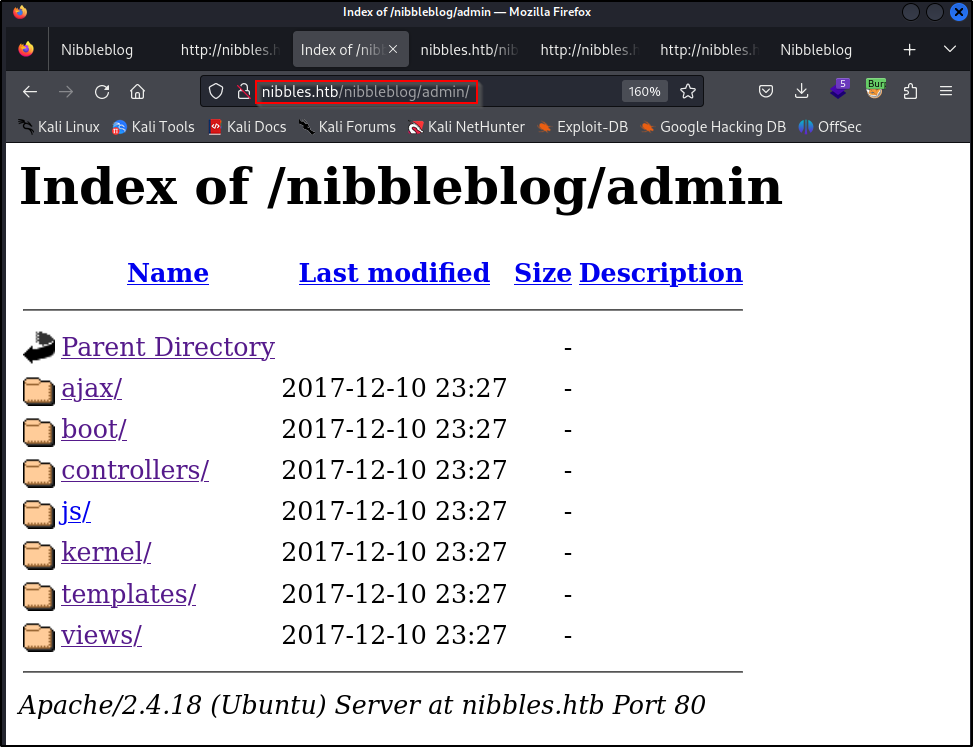 Index of /nibbleblog/admin — Mozilla Firefox
Nibbleblog http://nibbles.h Index of /nibl nibbles.htb/nib http://nibbles.h http://nibbles.h Nibbleblog
nibbles.htb/nibbleblog/admin/ 160% 5 Bur
Kali Linux Kali Tools Kali Docs Kali Forums Kali NetHunter Exploit-DB Google Hacking DB OffSec
Index of /nibbleblog/admin
Name Last modified Size Description
Parent Directory -
ajax/ 2017-12-10 23:27 -
boot/ 2017-12-10 23:27 -
controllers/ 2017-12-10 23:27 -
js/ 2017-12-10 23:27 -
kernel/ 2017-12-10 23:27 -
templates/ 2017-12-10 23:27 -
views/ 2017-12-10 23:27 -
Apache/2.4.18 (Ubuntu) Server at nibbles.htb Port 80